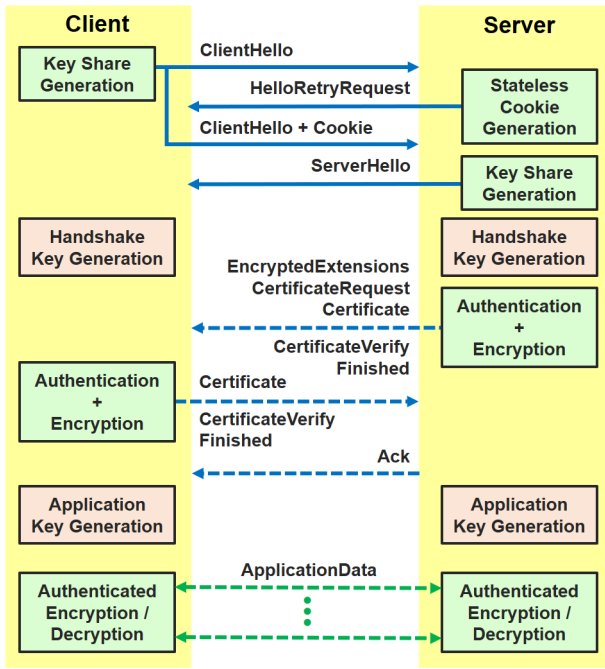 Client
Server
Key Share
Generation
ClientHello
HelloRetryRequest
Stateless
Cookie
Generation
ClientHello + Cookie
ServerHello
Key Share
Generation
Handshake
Key Generation
Handshake
Key Generation
EncryptedExtensions
CertificateRequest
Certificate
Authentication
+
Encryption
CertificateVerify
Finished
Authentication
+
Encryption
Certificate
CertificateVerify
Finished
Ack
Application
Key Generation
Application
Key Generation
Authenticated
Encryption /
Decryption
ApplicationData
Authenticated
Encryption /
Decryption